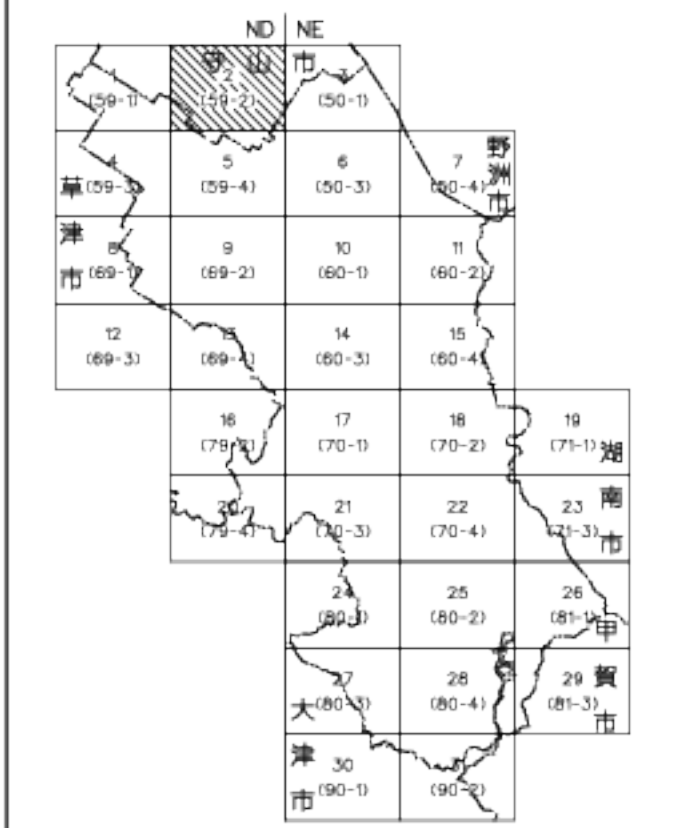 ND NE
守山市
1 2 3
(59-1) (59-2) (50-1)
4 5 6 7
(59-3) (59-4) (50-3) (50-4)
野洲市
草津市
8 9 10 11
(69-1) (69-2) (60-1) (60-2)
12 13 14 15
(69-3) (69-4) (60-3) (60-4)
16 17 18 19
(79-2) (70-1) (70-2) (71-1)
湖南市
20 21 22 23
(79-4) (70-3) (70-4) (71-3)
24 25 26
(80-1) (80-2) (81-1)
甲賀市
27 28 29
(80-3) (80-4) (81-3)
大津市
30
(90-1) (90-2)